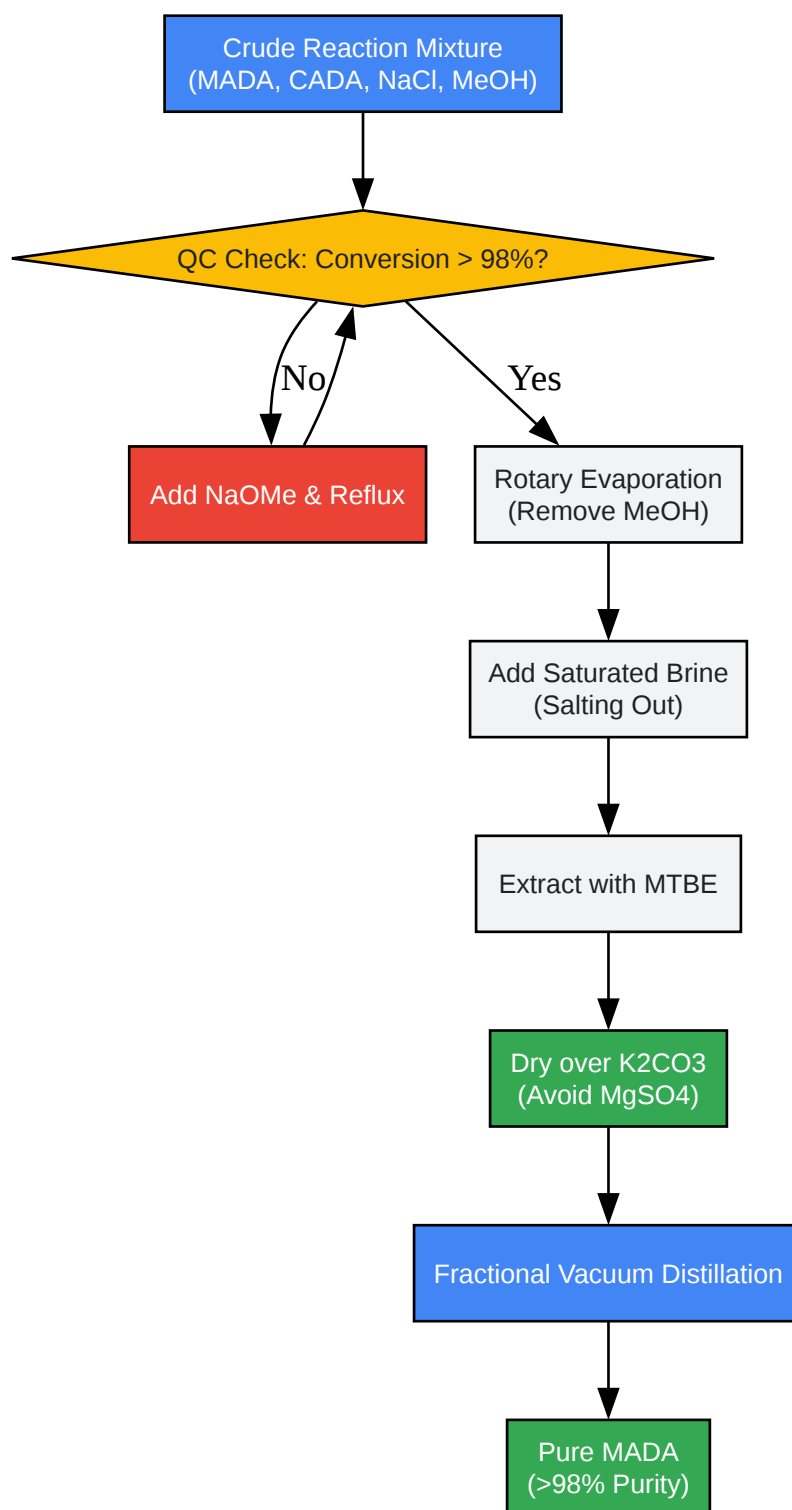 Crude Reaction Mixture
(MADA, CADA, NaCl, MeOH)
QC Check: Conversion > 98%?
No
Yes
Add NaOMe & Reflux
Rotary Evaporation
(Remove MeOH)
Add Saturated Brine
(Salting Out)
Extract with MTBE
Dry over K2CO3
(Avoid MgSO4)
Fractional Vacuum Distillation
Pure MADA
(>98% Purity)